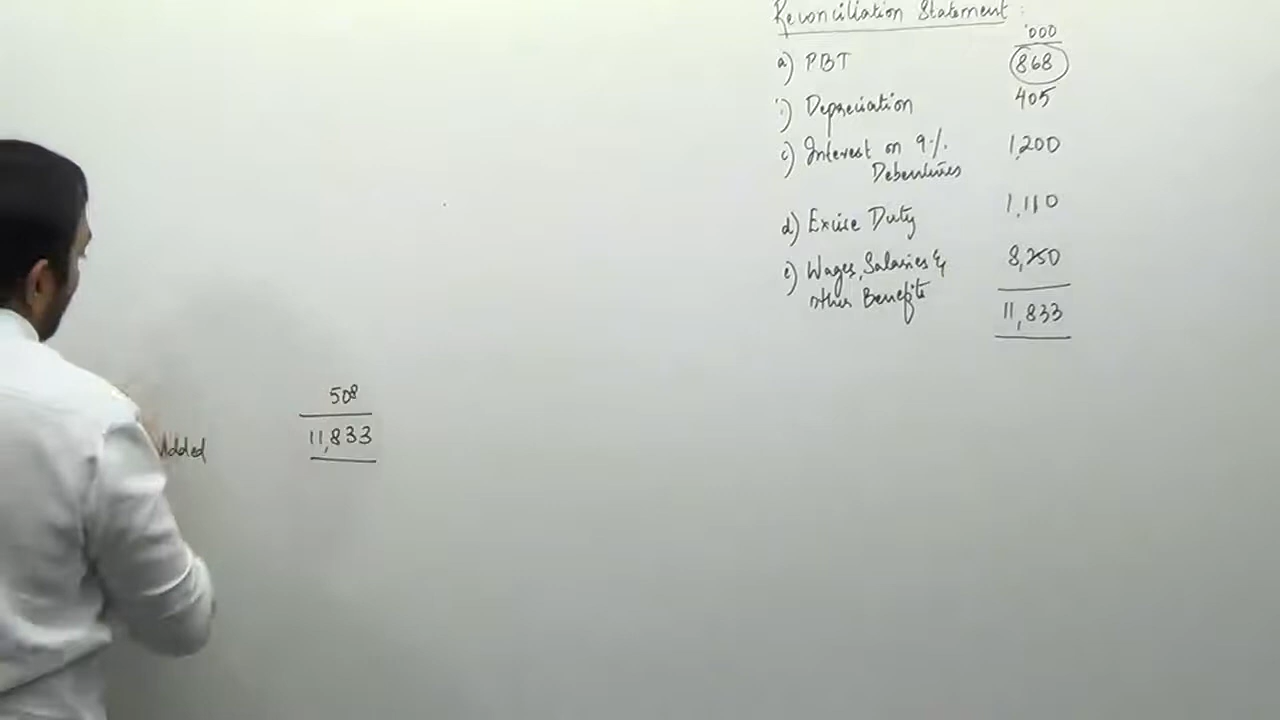 Reconciliation Statement :
'000
a) PBT 868
) Depreciation 405
c) Interest on 9% 1,200
Debentures
d) Excise Duty 1,110
e) Wages, Salaries & 8,250
other Benefits
11,833
508
Added 11,833